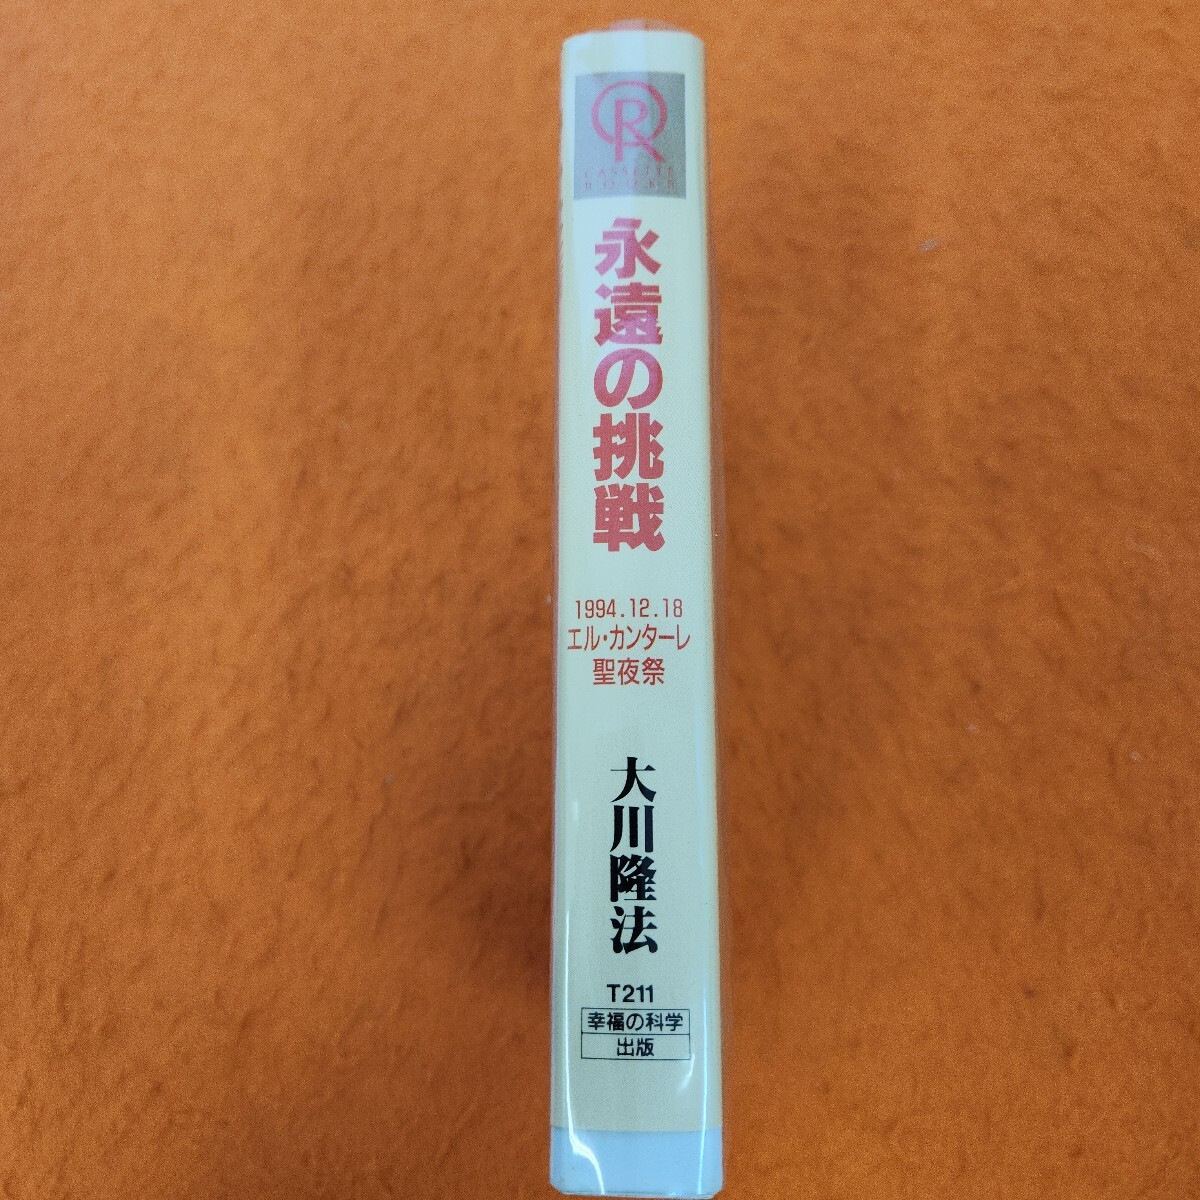 OR
CASSETTE
BOOKS
永遠の挑戦
1994.12.18
エル・カンターレ
聖夜祭
大川隆法
T211
幸福の科学
出版